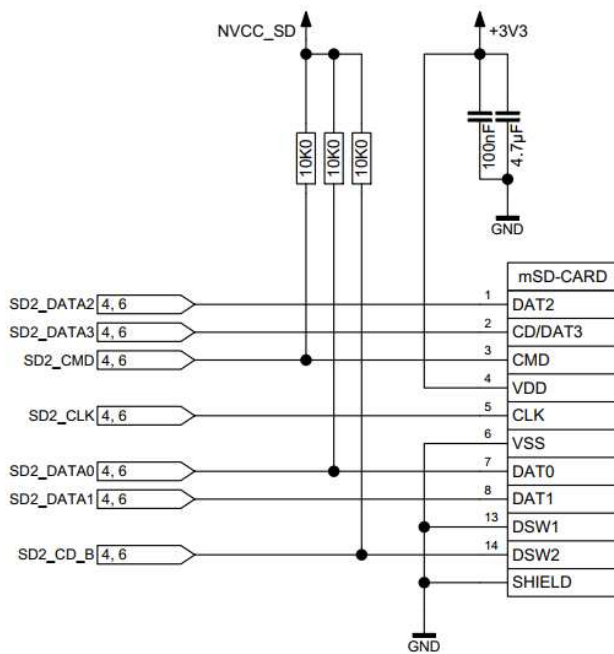 NVCC_SD
+3V3
10K0
10K0
10K0
100nF
4.7µF
GND
mSD-CARD
SD2_DATA2 4, 6 1 DAT2
SD2_DATA3 4, 6 2 CD/DAT3
SD2_CMD 4, 6 3 CMD
4 VDD
SD2_CLK 4, 6 5 CLK
6 VSS
SD2_DATA0 4, 6 7 DAT0
SD2_DATA1 4, 6 8 DAT1
13 DSW1
SD2_CD_B 4, 6 14 DSW2
SHIELD
GND